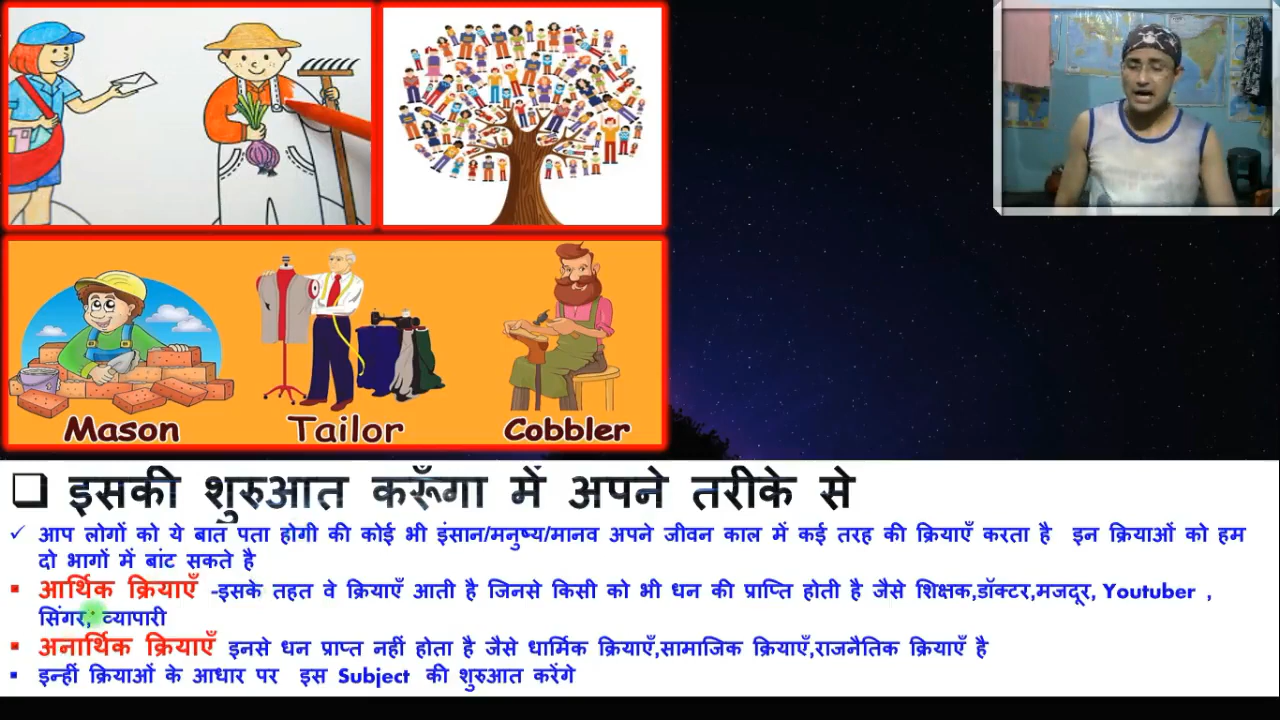 Mason
Tailor
Cobbler
❑ इसकी शुरुआत करूँगा में अपने तरीके से
✓ आप लोगों को ये बात पता होगी की कोई भी इंसान/मनुष्य/मानव अपने जीवन काल में कई तरह की क्रियाएँ करता है इन क्रियाओं को हम
दो भागों में बांट सकते है
▪ आर्थिक क्रियाएँ -इसके तहत वे क्रियाएँ आती है जिनसे किसी को भी धन की प्राप्ति होती है जैसे शिक्षक,डॉक्टर,मजदूर, Youtuber ,
सिंगर, व्यापारी
▪ अनार्थिक क्रियाएँ इनसे धन प्राप्त नहीं होता है जैसे धार्मिक क्रियाएँ,सामाजिक क्रियाएँ,राजनैतिक क्रियाएँ है
▪ इन्हीं क्रियाओं के आधार पर इस Subject की शुरुआत करेंगे